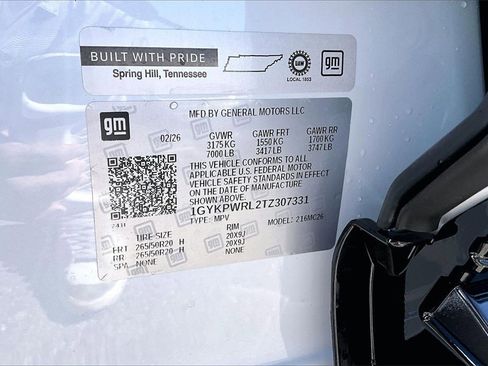 BUILT WITH PRIDE
Spring Hill, Tennessee
UAW
LOCAL 1853
gm
gm
MFD BY GENERAL MOTORS LLC
02/26 GVWR GAWR FRT GAWR RR
3175 KG 1550 KG 1700 KG
7000 LB 3417 LB 3747 LB
THIS VEHICLE CONFORMS TO ALL
APPLICABLE U.S. FEDERAL MOTOR
VEHICLE SAFETY STANDARDS IN
EFFECT ON THE DATE OF
MANUFACTURE SHOWN ABOVE.
1GYKPWRL2TZ307331
TYPE: MPV MODEL: 216MC26
TIRE-SIZE RIM
FRT 265/50R20 H 20X9J
RR 265/50R20 H 20X9J
SPA NONE NONE